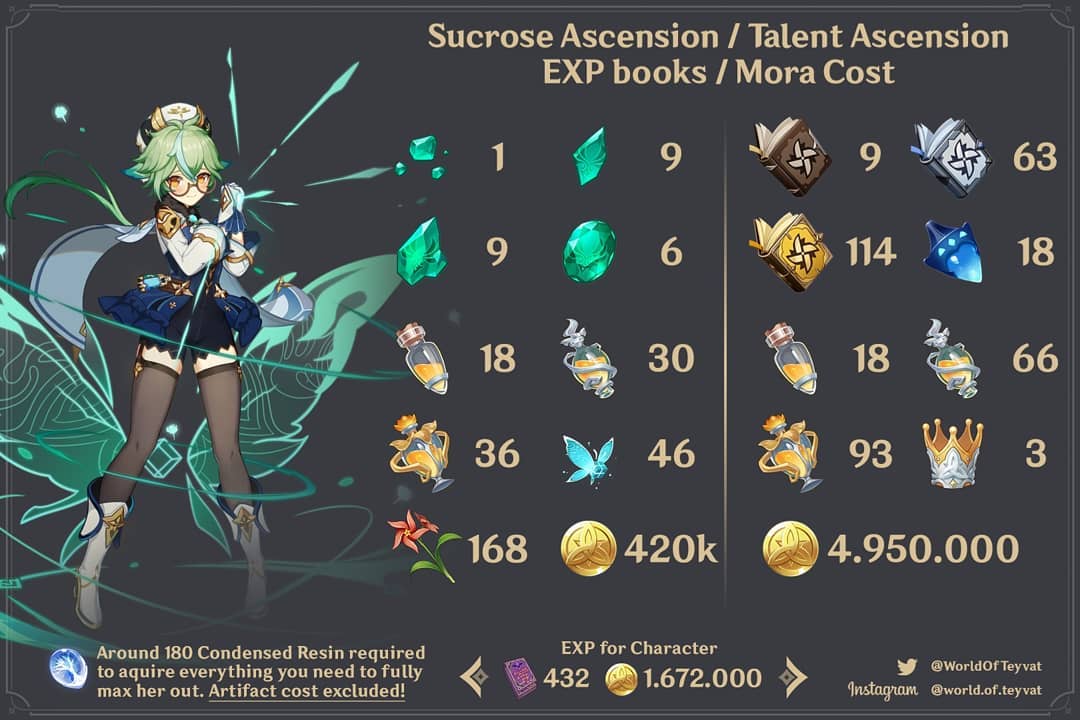 Sucrose Ascension / Talent Ascension
EXP books / Mora Cost
1 9 9 63
9 6 114 18
18 30 18 66
36 46 93 3
168 420k 4.950.000
Around 180 Condensed Resin required
to aquire everything you need to fully
max her out. Artifact cost excluded!
EXP for Character
432 1.672.000
@WorldOfTeyvat
Instagram @world.of.teyvat